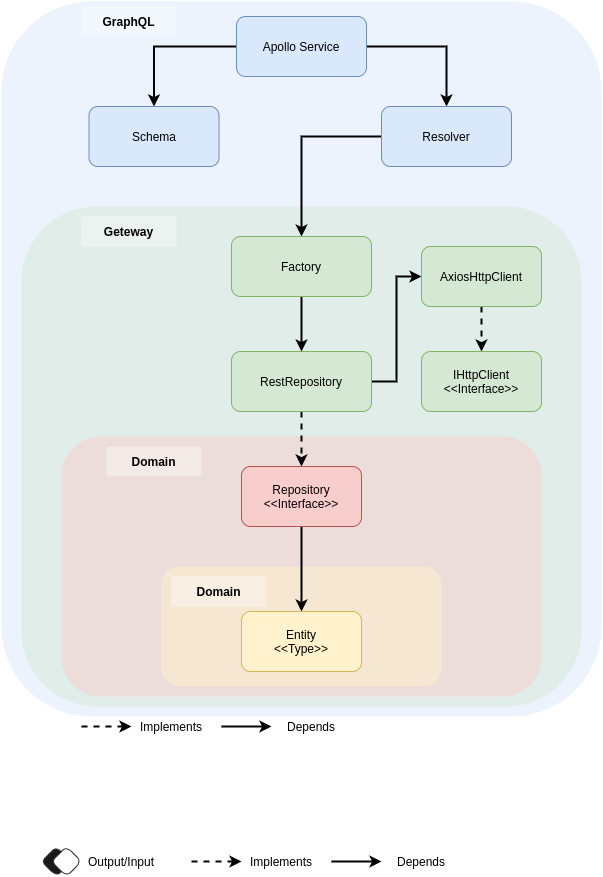 GraphQL
Apollo Service
Schema
Resolver
Geteway
Factory
AxiosHttpClient
RestRepository
IHttpClient
<<Interface>>
Domain
Repository
<<Interface>>
Domain
Entity
<<Type>>
Implements
Depends
Output/Input
Implements
Depends